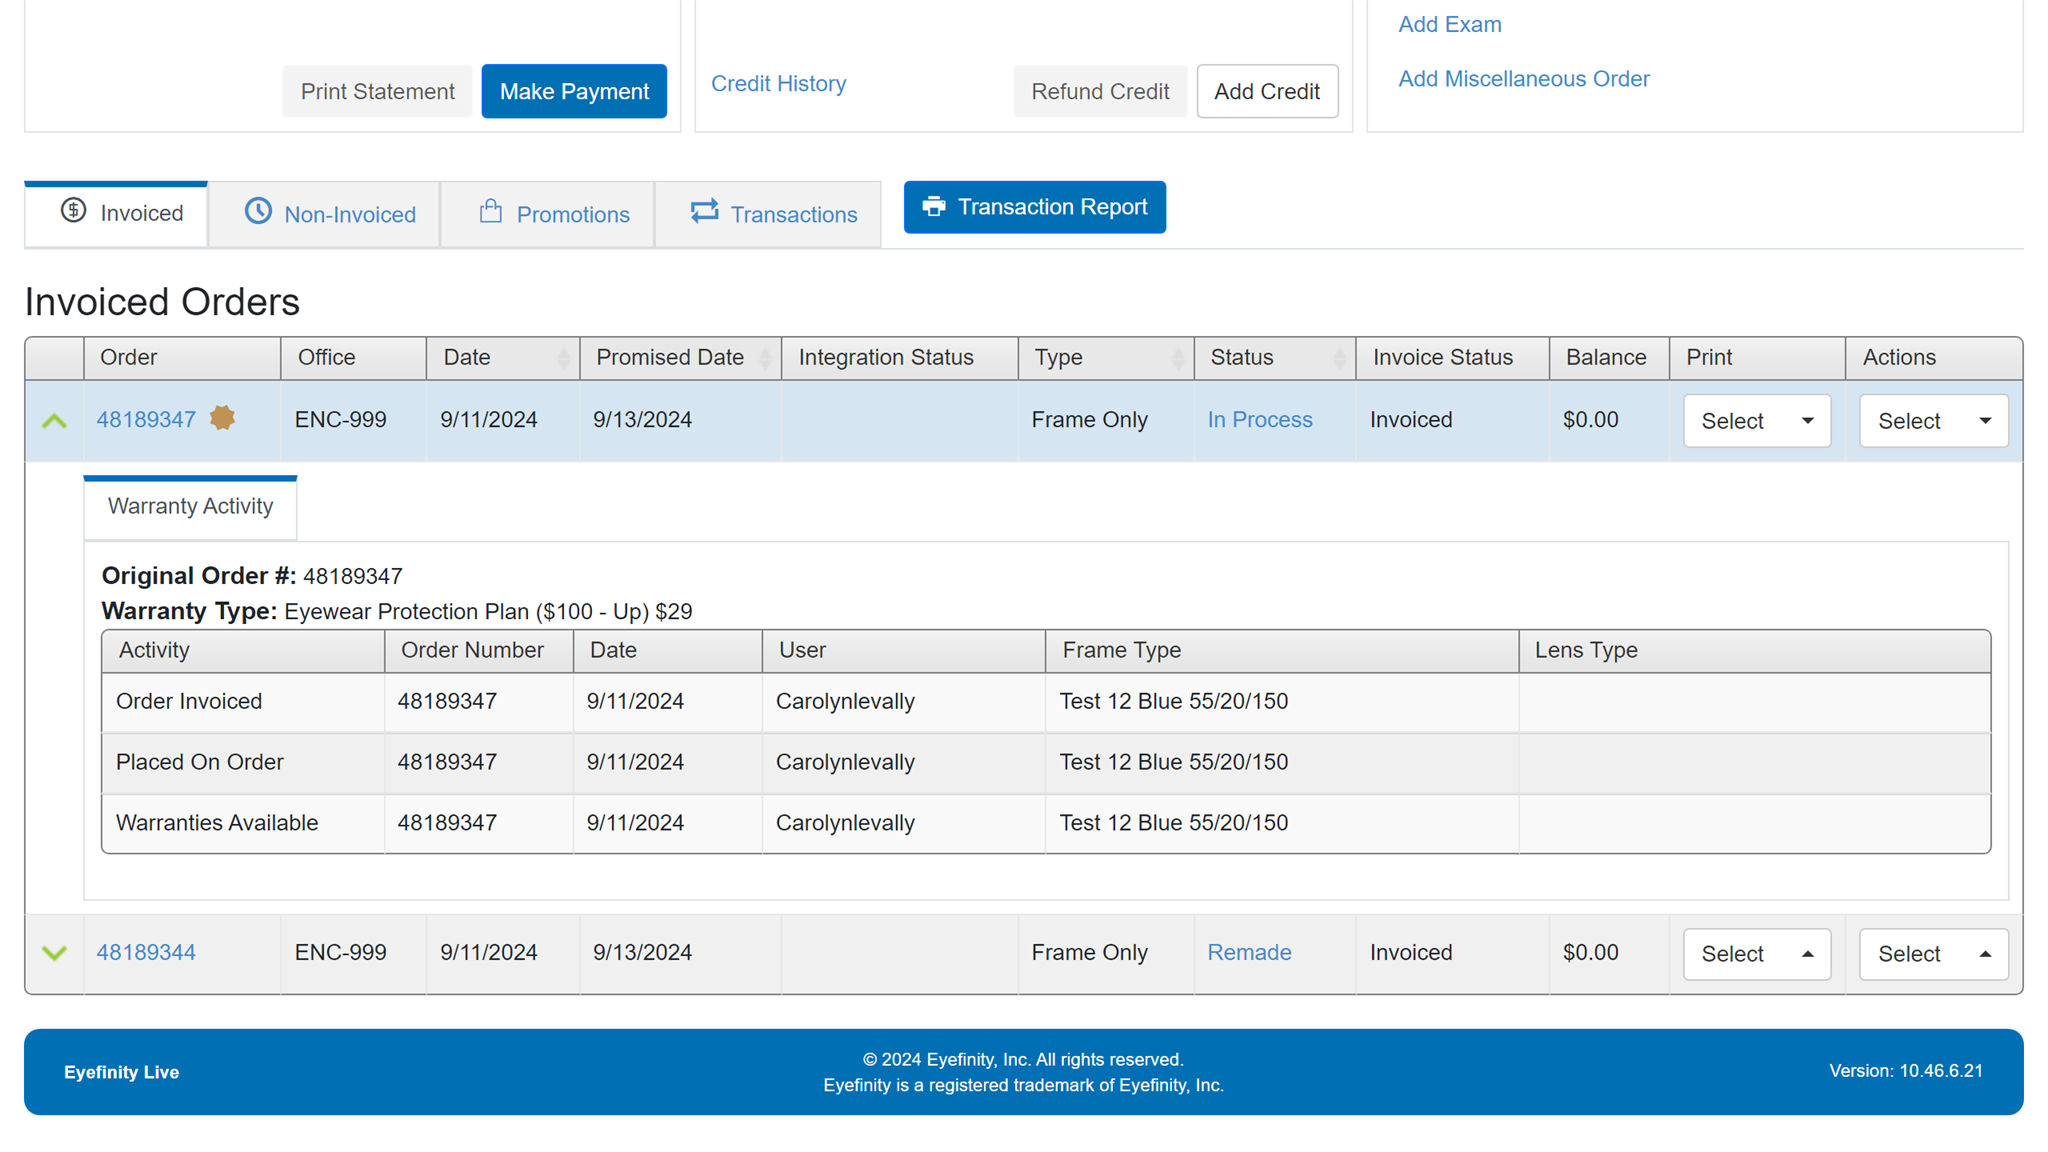 Add Exam
Print Statement Make Payment Credit History Refund Credit Add Credit Add Miscellaneous Order
Invoiced Non-Invoiced Promotions Transactions Transaction Report
Invoiced Orders
Order Office Date Promised Date Integration Status Type Status Invoice Status Balance Print Actions
48189347 ENC-999 9/11/2024 9/13/2024 Frame Only In Process Invoiced $0.00 Select Select
Warranty Activity
Original Order #: 48189347
Warranty Type: Eyewear Protection Plan ($100 - Up) $29
Activity Order Number Date User Frame Type Lens Type
Order Invoiced 48189347 9/11/2024 Carolynlevally Test 12 Blue 55/20/150
Placed On Order 48189347 9/11/2024 Carolynlevally Test 12 Blue 55/20/150
Warranties Available 48189347 9/11/2024 Carolynlevally Test 12 Blue 55/20/150
48189344 ENC-999 9/11/2024 9/13/2024 Frame Only Remade Invoiced $0.00 Select Select
Eyefinity Live
© 2024 Eyefinity, Inc. All rights reserved.
Eyefinity is a registered trademark of Eyefinity, Inc.
Version: 10.46.6.21